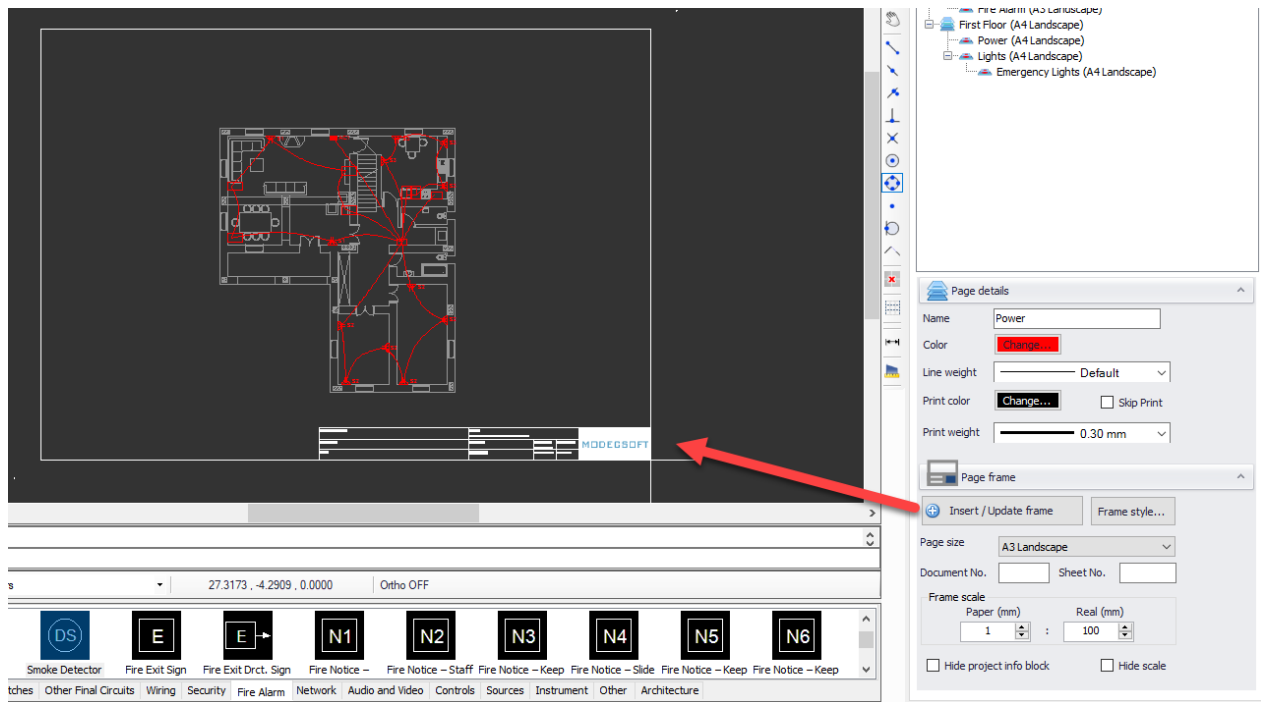 Fire Alarm (A3 Landscape)
First Floor (A4 Landscape)
Power (A4 Landscape)
Lights (A4 Landscape)
Emergency Lights (A4 Landscape)
Page details
Name Power
Color Change...
Line weight Default
Print color Change... Skip Print
Print weight 0.30 mm
MODECSOFT
Page frame
Insert / Update frame Frame style...
Page size A3 Landscape
Document No. Sheet No.
Frame scale
Paper (mm) Real (mm)
1 : 100
Hide project info block Hide scale
27.3173 , -4.2909 , 0.0000 Ortho OFF
DS E E N1 N2 N3 N4 N5 N6
Smoke Detector Fire Exit Sign Fire Exit Drct. Sign Fire Notice – Fire Notice – Staff Fire Notice – Keep Fire Notice – Slide Fire Notice – Keep Fire Notice – Keep
Other Final Circuits Wiring Security Fire Alarm Network Audio and Video Controls Sources Instrument Other Architecture